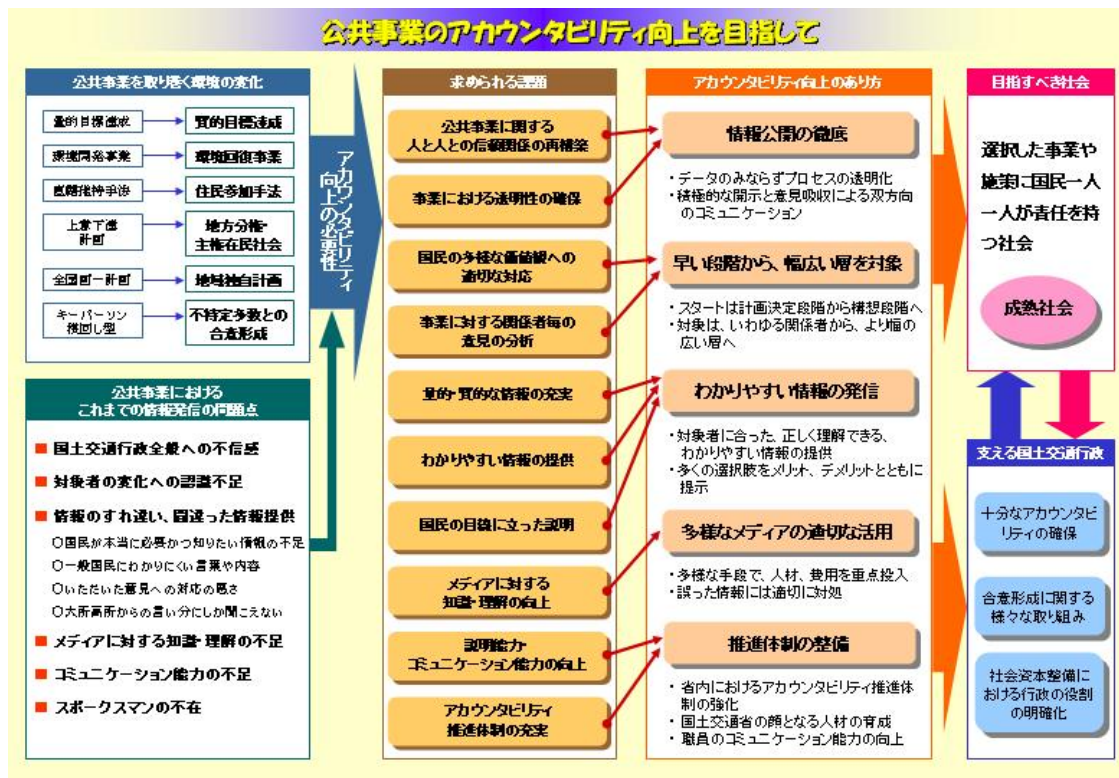 公共事業のアカウンタビリティ向上を目指して
公共事業を取り巻く環境の変化
量的目標達成
質的目標達成
環境開発事業
環境回復事業
住民参加手法
上意下達
計画
地方分権・
主権在民社会
全国画一計画
地域独自計画
キーパーソン
根回し型
不特定多数との
合意形成
アカウンタビリティ
向上の必要性
公共事業における
これまでの情報発信の問題点
国土交通行政全般への不信感
対象者の変化への認識不足
情報のすれ違い、間違った情報提供
○国民が本当に必要かつ知りたい情報の不足
○一般国民にわかりにくい言葉や内容
○いただいた意見への対応の悪さ
○大所高所からの言い分にしか聞こえない
メディアに対する知識・理解の不足
コミュニケーション能力の不足
スポークスマンの不在
求められる課題
公共事業に関する
人と人との信頼関係の再構築
事業における透明性の確保
国民の多様な価値観への
適切な対応
事業に対する関係者毎の
意見の分析
量的・質的な情報の充実
わかりやすい情報の提供
国民の目線に立った説明
メディアに対する
知識・理解の向上
説明能力・
コミュニケーション能力の向上
アカウンタビリティ
推進体制の充実
アカウンタビリティ向上のあり方
情報公開の徹底
・データのみならずプロセスの透明化
・積極的な開示と意見吸収による双方向
のコミュニケーション
早い段階から、幅広い層を対象
・スタートは計画決定段階から構想段階へ
・対象は、いわゆる関係者から、より幅の
広い層へ
わかりやすい情報の発信
・対象者に合った、正しく理解できる、
わかりやすい情報の提供
・多くの選択肢をメリット、デメリットとともに
提示
多様なメディアの適切な活用
・多様な手段で、人材、費用を重点投入
・誤った情報には適切に対処
推進体制の整備
・省内におけるアカウンタビリティ推進体
制の強化
・国土交通省の顔となる人材の育成
・職員のコミュニケーション能力の向上
目指すべき社会
選択した事業や
施策に国民一人
一人が責任を持
つ社会
成熟社会
支える国土交通行政
十分なアカウンタビ
リティの確保
合意形成に関する
様々な取り組み
社会資本整備に
おける行政の役割
の明確化